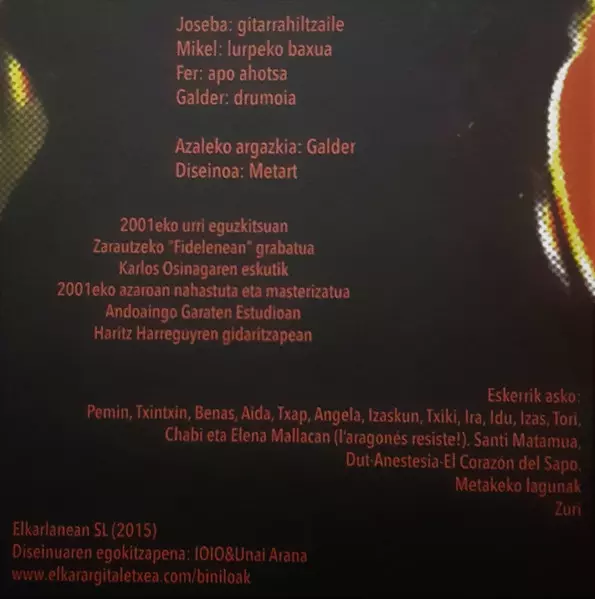 Joseba: gitarrahiltzaile
Mikel: lurpeko baxua
Fer: apo ahotsa
Galder: drumoia
Azaleko argazkia: Galder
Diseinoa: Metart
2001eko urri eguzkitsuan
Zarautzeko "Fidelenean" grabatua
Karlos Osinagaren eskutik
2001eko azaroan nahastuta eta masterizatua
Andoaingo Garaten Estudioan
Haritz Harreguyren gidaritzapean
Eskerrik asko:
Pemin, Txintxin, Benas, Aida, Txap, Angela, Izaskun, Txiki, Ira, Idu, Izas, Tori,
Chabi eta Elena Mallacan (l'aragonés resiste!). Santi Matamua,
Dut-Anestesia-El Corazón del Sapo.
Metakeko lagunak
Zuri
Elkarlanean SL (2015)
Diseinuaren egokitzapena: IOIO&Unai Arana
www.elkarargitaletxea.com/biniloak